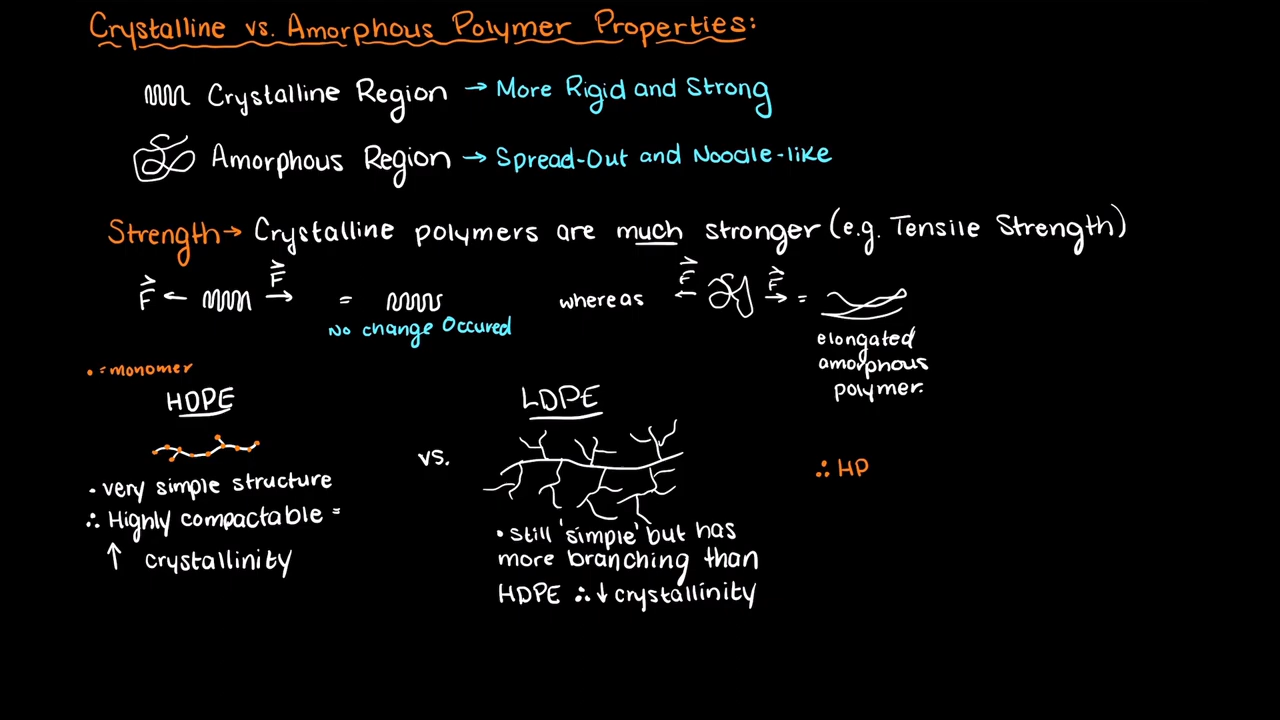 Crystalline vs. Amorphous Polymer Properties:
Crystalline Region → More Rigid and Strong
Amorphous Region → Spread-Out and Noodle-like
Strength → Crystalline polymers are much stronger (e.g. Tensile Strength)
F F = whereas F F =
No change Occured
elongated
amorphous
polymer.
• = monomer
HDPE
LDPE
vs.
• very simple structure
∴ Highly compactable =
↑ crystallinity
• still 'simple' but has
more branching than
HDPE ∴ ↓ crystallinity
∴ HP